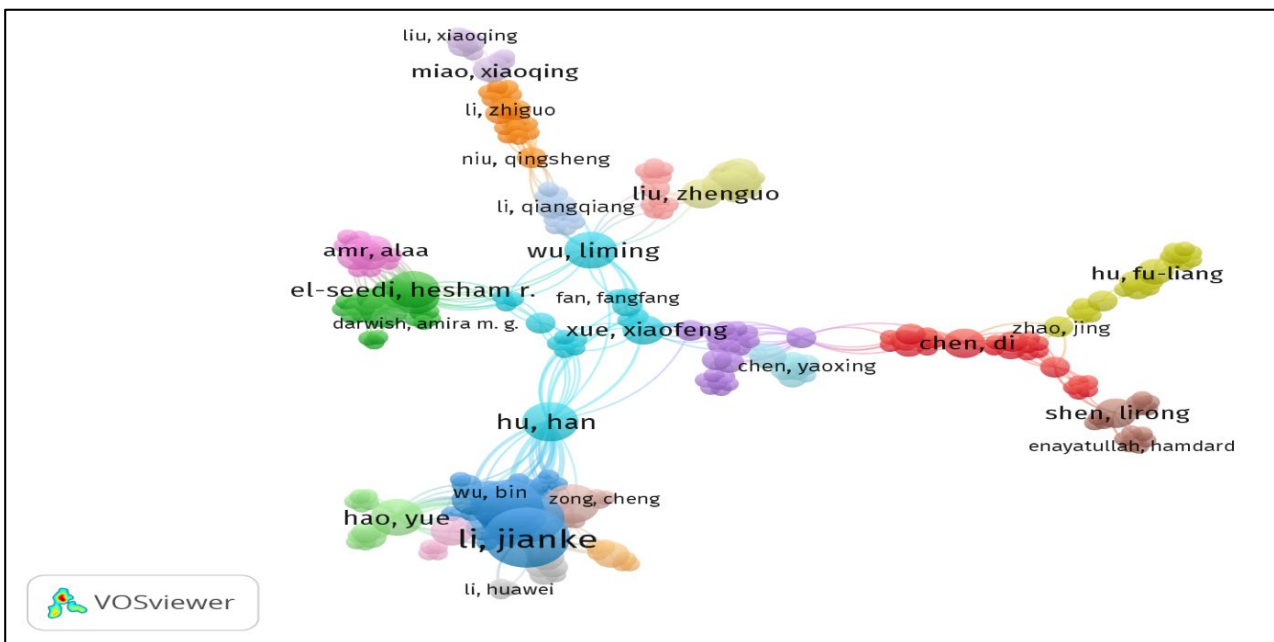 liu, xiaoqing
miao, xiaoqing
li, zhiguo
niu, qingsheng
li, qiangqiang
liu, zhenguo
amr, alaa
wu, liming
el-seedi, hesham r.
fan, fangfang
darwish, amira m. g.
xue, xiaofeng
hu, fu-liang
zhao, jing
chen, di
chen, yaoxing
shen, lirong
enayatullah, hamdard
hu, han
wu, bin
zong, cheng
hao, yue
li, jianke
li, huawei
VOSviewer